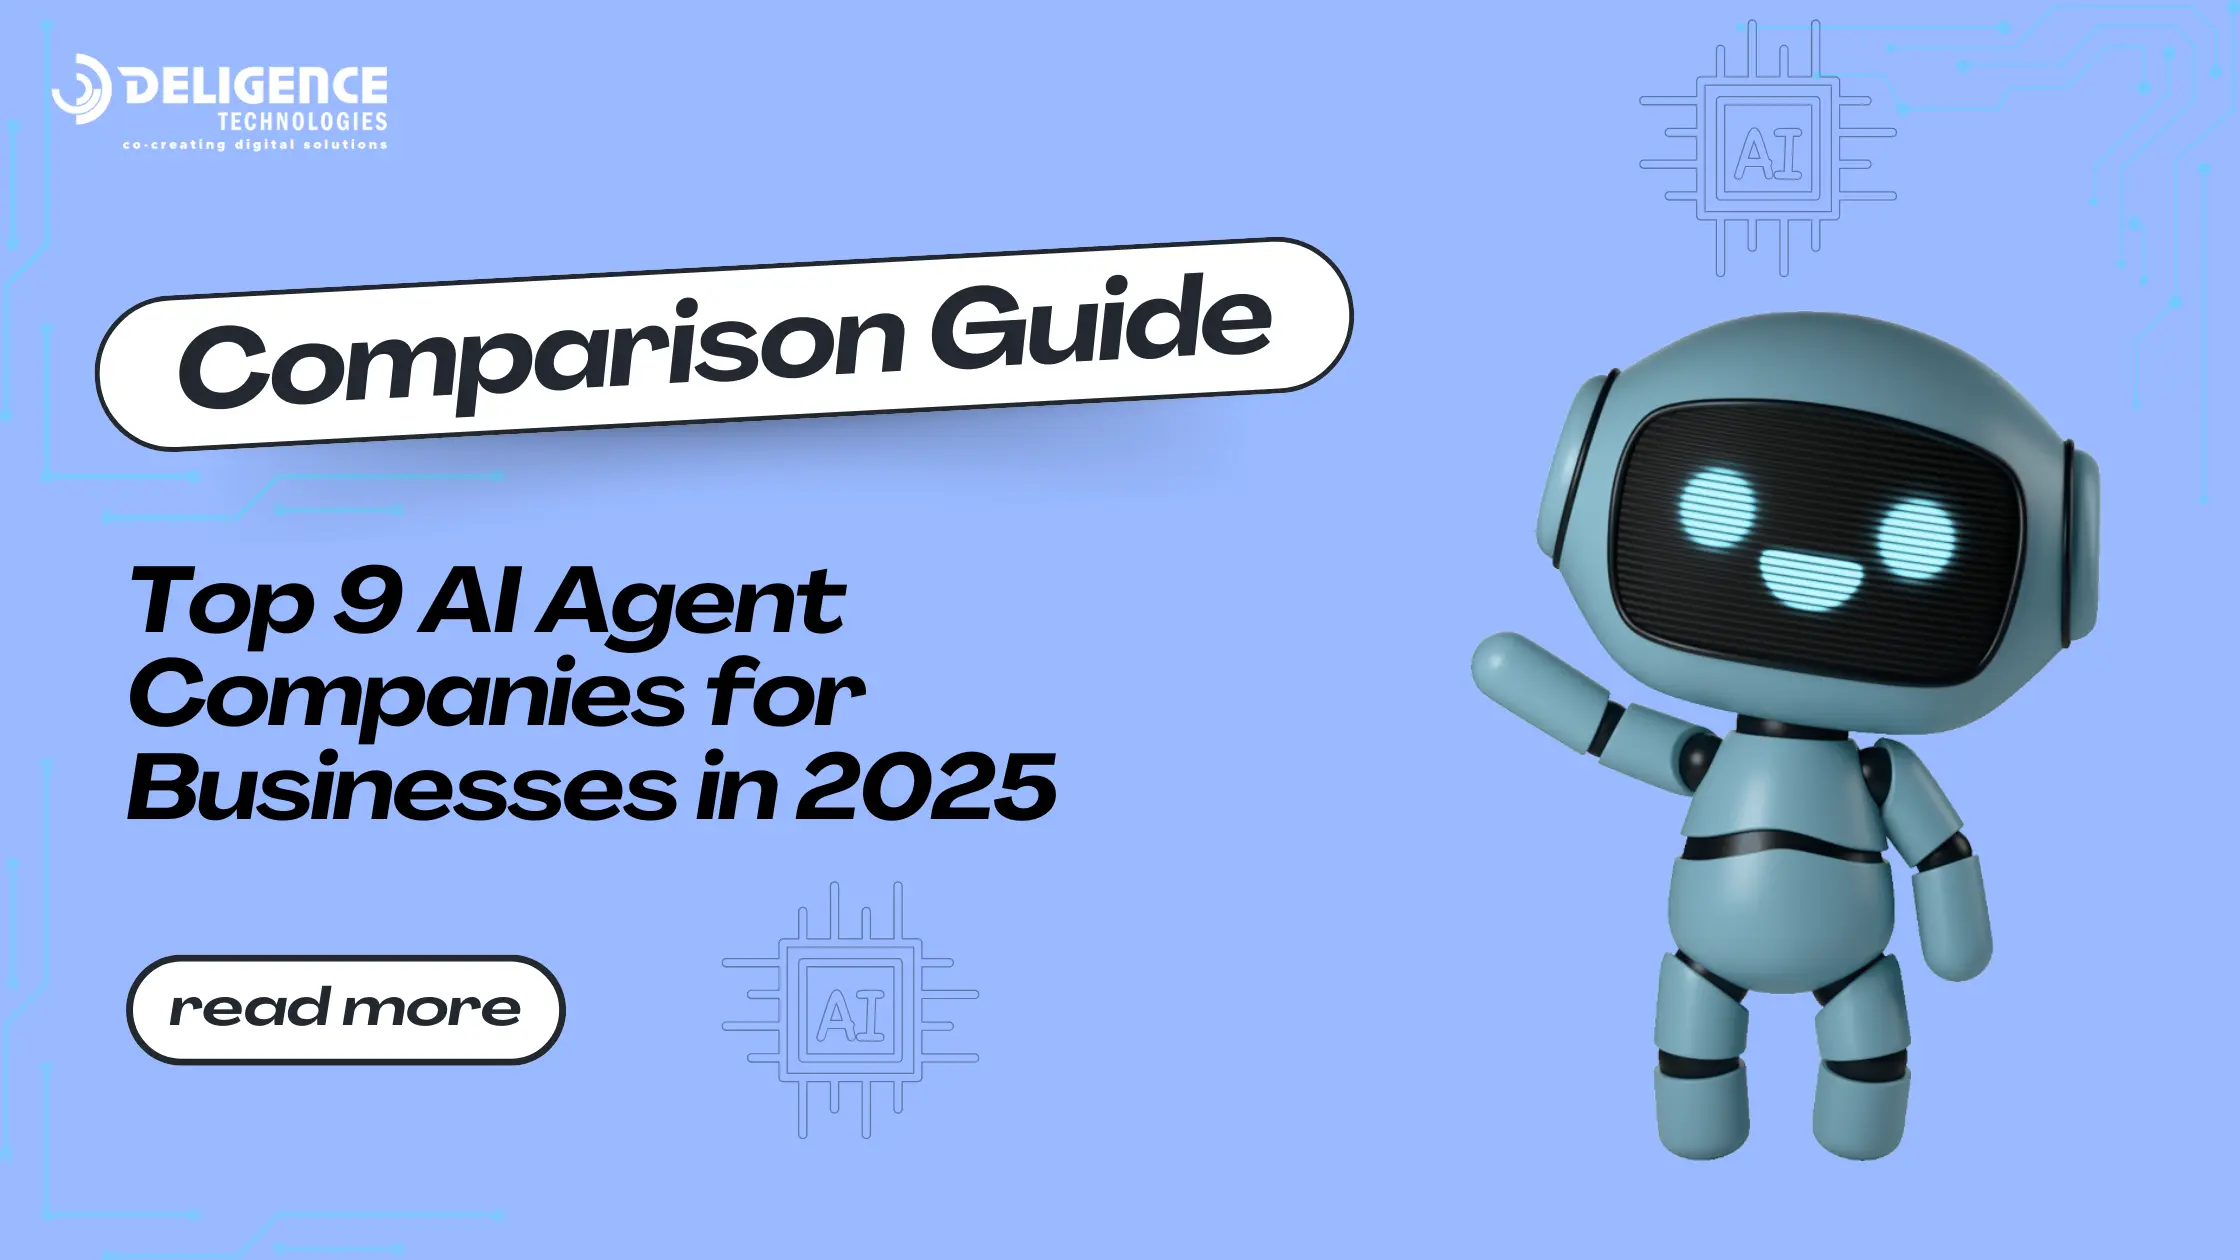 DELIGENCE
TECHNOLOGIES
co-creating digital solutions
AI
Comparison Guide
Top 9 AI Agent
Companies for
Businesses in 2025
read more
AI